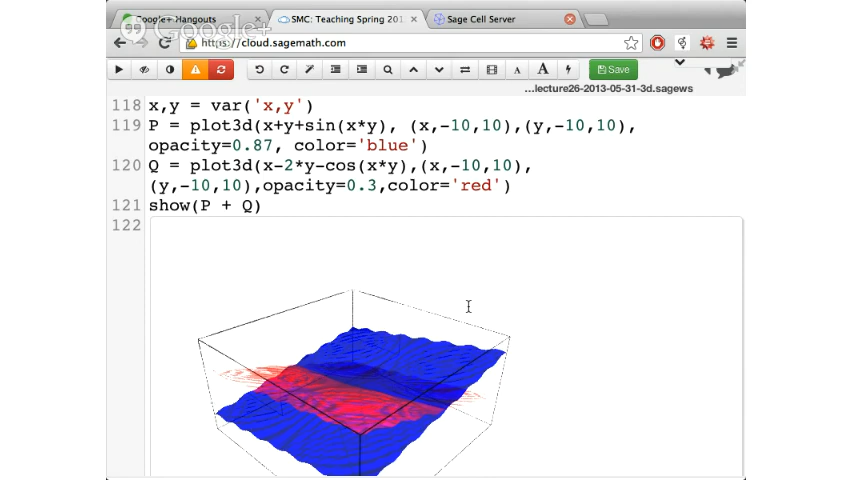 Google+ Hangouts
SMC: Teaching Spring 201
Sage Cell Server
Google+
https://cloud.sagemath.com
A A Save
...lecture26-2013-05-31-3d.sagews
118 x,y = var('x,y')
119 P = plot3d(x+y+sin(x*y), (x,-10,10),(y,-10,10),
opacity=0.87, color='blue')
120 Q = plot3d(x-2*y-cos(x*y),(x,-10,10),
(y,-10,10),opacity=0.3,color='red')
121 show(P + Q)
122